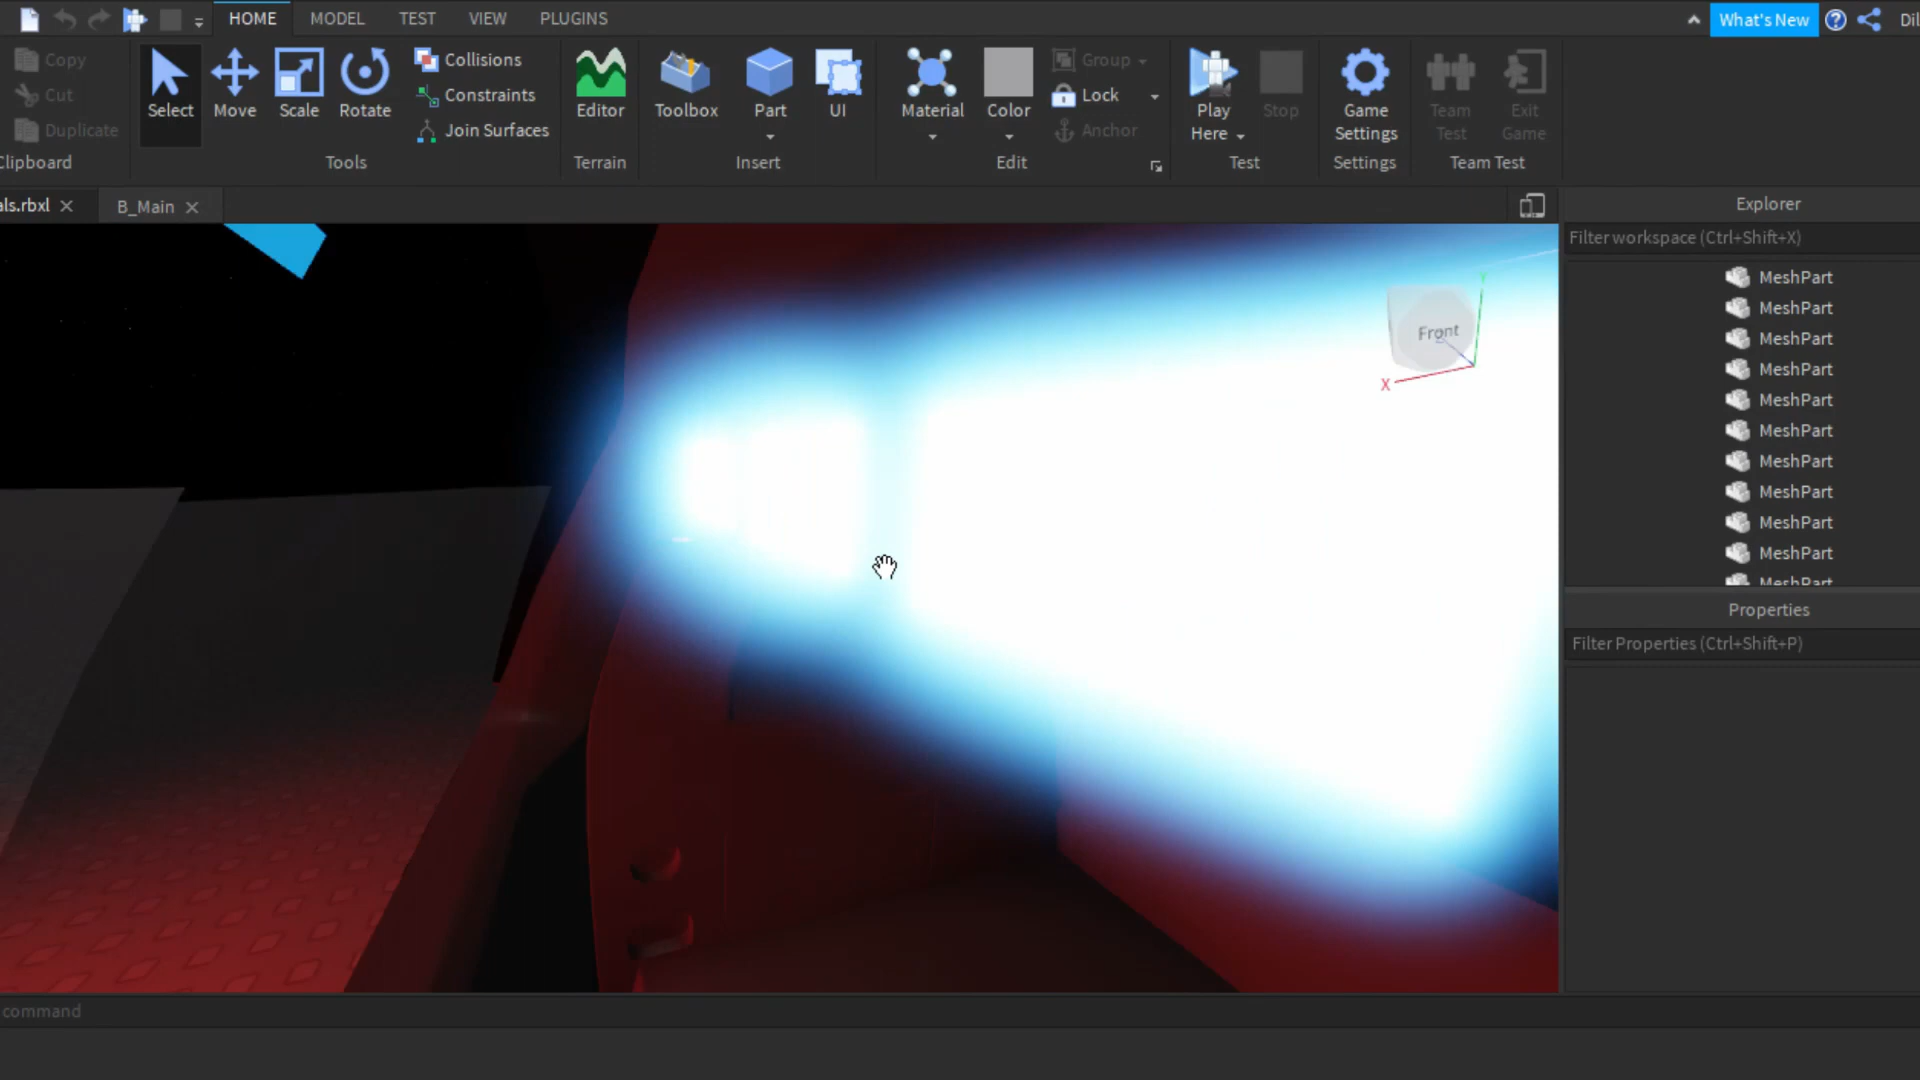 HOME MODEL TEST VIEW PLUGINS What's New
Copy
Cut
Duplicate
Clipboard
Select Move Scale Rotate
Collisions
Constraints
Join Surfaces
Tools
Editor
Terrain
Toolbox Part UI
Insert
Material Color
Group
Lock
Anchor
Edit
Play Here Stop
Test
Game Settings
Settings
Team Test Exit Game
Team Test
als.rbxl B_Main
Front
X
Y
Explorer
Filter workspace (Ctrl+Shift+X)
MeshPart
MeshPart
MeshPart
MeshPart
MeshPart
MeshPart
MeshPart
MeshPart
MeshPart
MeshPart
MeshPart
Properties
Filter Properties (Ctrl+Shift+P)
command